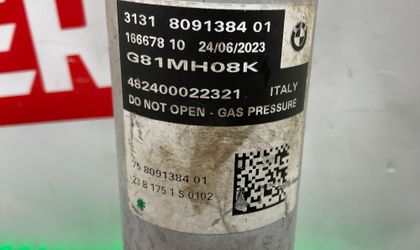 3131 8091384 01
166678 10 24/06/2023
G81MH08K
482400022321 ITALY
DO NOT OPEN - GAS PRESSURE
75 8091384 01
23 B 175 1 S 0102
ER